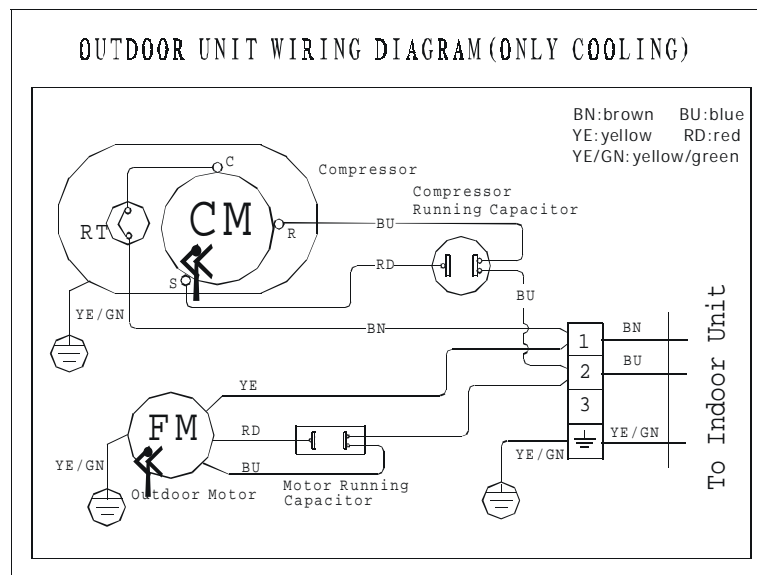 OUTDOOR UNIT WIRING DIAGRAM(ONLY COOLING)
BN:brown BU:blue
YE:yellow RD:red
YE/GN:yellow/green
C
Compressor
Compressor
Running Capacitor
CM
RT
R
BU
RD
S
BU
YE/GN
BN
1
BN
2
BU
3
YE/GN
To Indoor Unit
YE
FM
RD
BU
YE/GN
YE/GN
Outdoor Motor
Motor Running
Capacitor